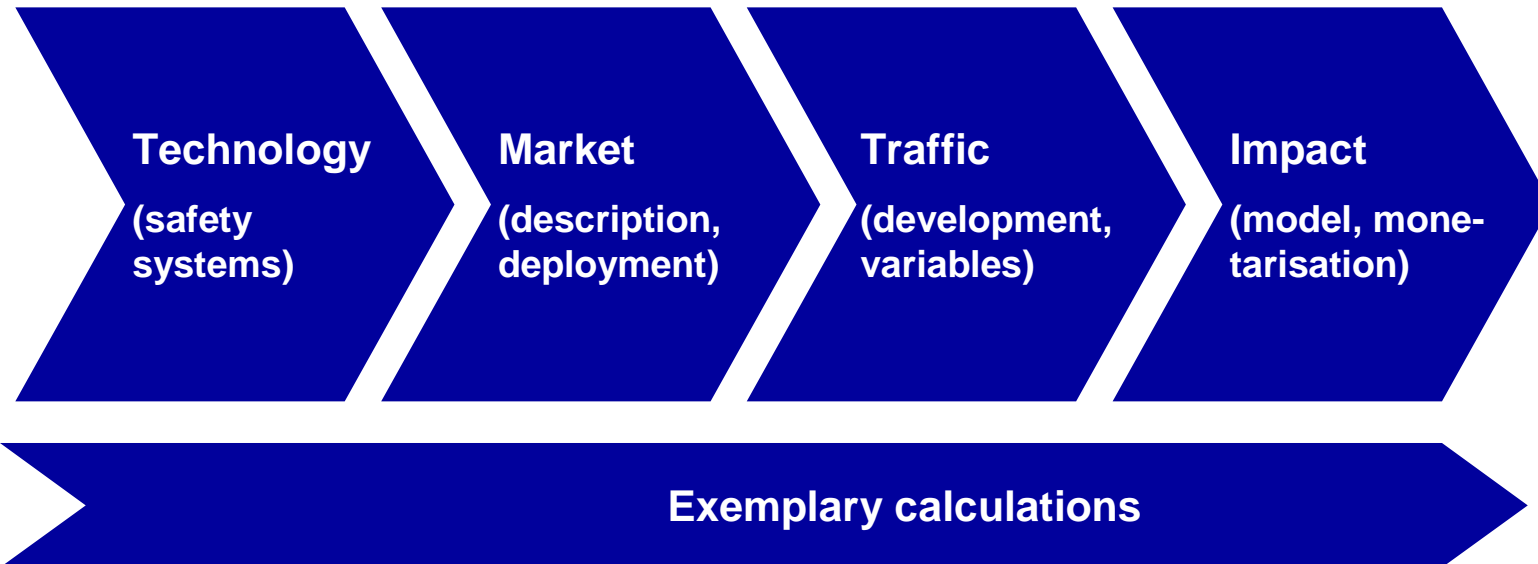 Technology
(safety
systems)
Market
(description,
deployment)
Traffic
(development,
variables)
Impact
(model, mone-
tarisation)
Exemplary calculations